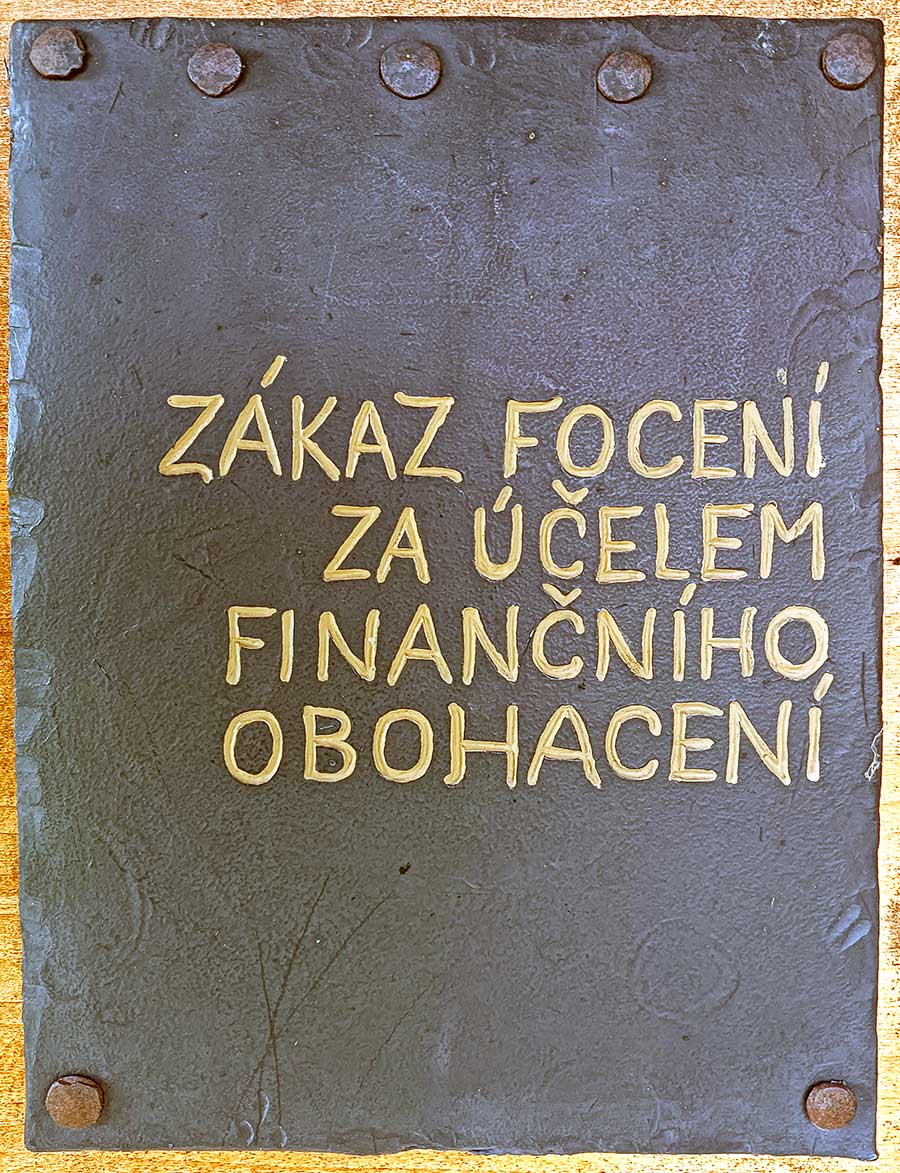 ZÁKAZ FOCENÍ
ZA ÚČELEM
FINANČNÍHO
OBOHACENÍ